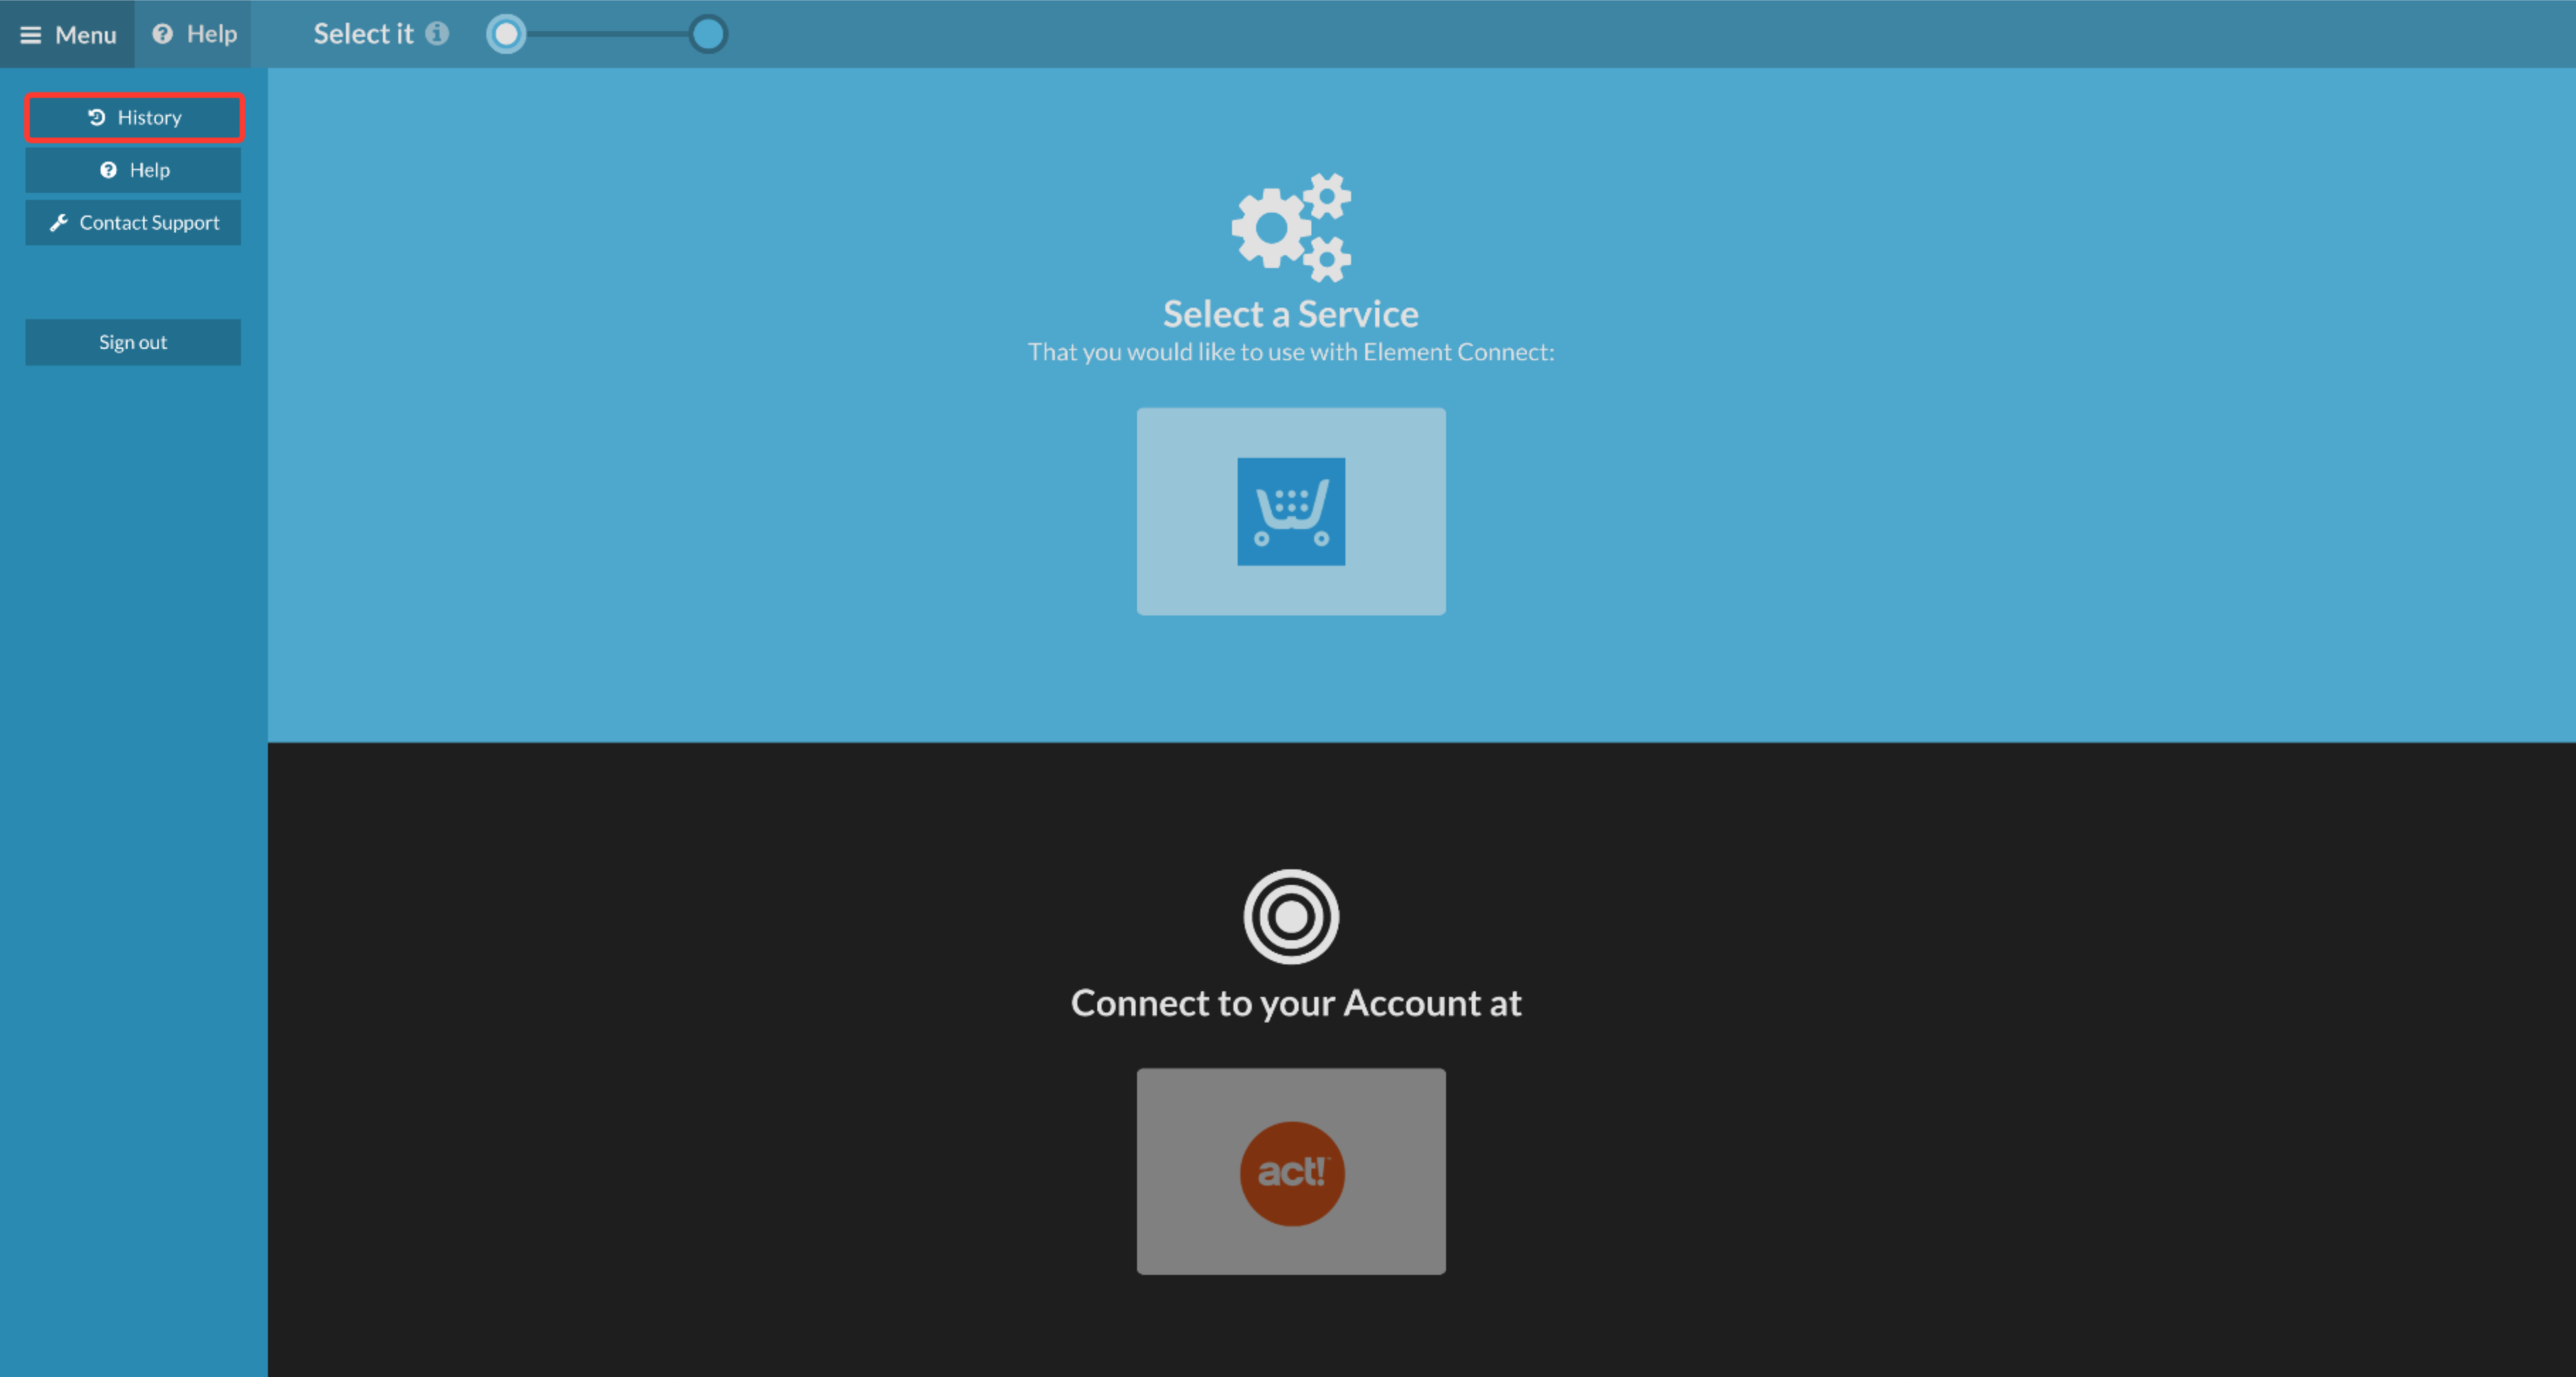 Menu
Help
Select it
History
Help
Contact Support
Sign out
Select a Service
That you would like to use with Element Connect:
Connect to your Account at
act!